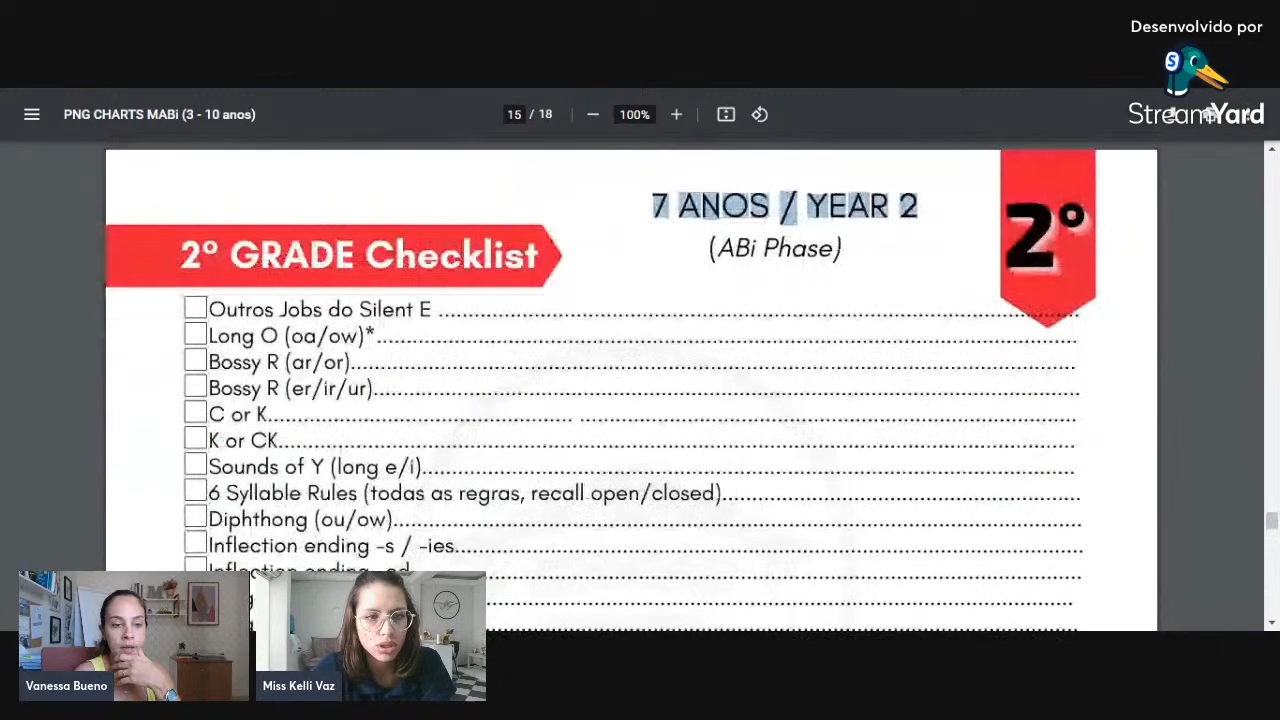 Desenvolvido por
StreamYard
PNG CHARTS MABi (3 - 10 anos)
15 / 18
100%
7 ANOS / YEAR 2
(ABi Phase)
2°
2° GRADE Checklist
Outros Jobs do Silent E
Long O (oa/ow)*
Bossy R (ar/or)
Bossy R (er/ir/ur)
C or K
K or CK
Sounds of Y (long e/i)
6 Syllable Rules (todas as regras, recall open/closed)
Diphthong (ou/ow)
Inflection ending -s / -ies
Inflection ending -ed
Vanessa Bueno
Miss Kelli Vaz